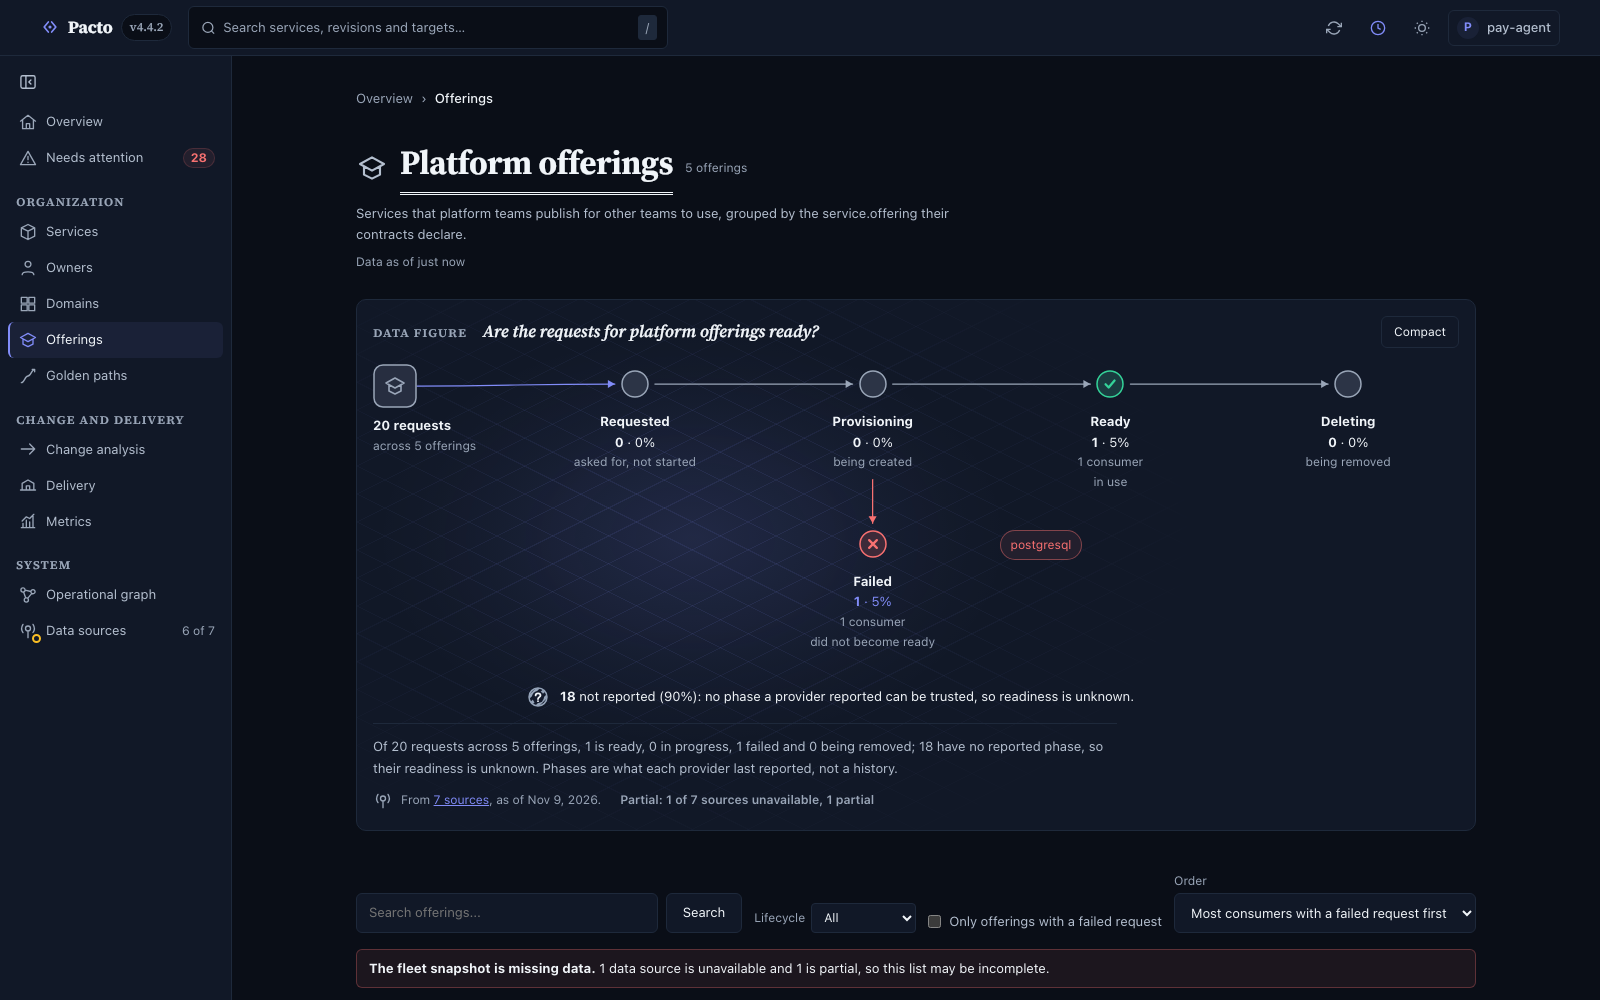 Pacto
v4.4.2
Search services, revisions and targets...
/
P
pay-agent
Overview
Needs attention
28
ORGANIZATION
Services
Owners
Domains
Offerings
Golden paths
CHANGE AND DELIVERY
Change analysis
Delivery
Metrics
SYSTEM
Operational graph
Data sources
6 of 7
Overview › Offerings
Platform offerings
5 offerings
Services that platform teams publish for other teams to use, grouped by the service.offering their
contracts declare.
Data as of just now
DATA FIGURE
Are the requests for platform offerings ready?
Compact
20 requests
across 5 offerings
Requested
0 · 0%
asked for, not started
Provisioning
0 · 0%
being created
Ready
1 · 5%
1 consumer
in use
Deleting
0 · 0%
being removed
Failed
1 · 5%
1 consumer
did not become ready
postgresql
?
18 not reported (90%): no phase a provider reported can be trusted, so readiness is unknown.
Of 20 requests across 5 offerings, 1 is ready, 0 in progress, 1 failed and 0 being removed; 18 have no reported phase, so
their readiness is unknown. Phases are what each provider last reported, not a history.
From 7 sources, as of Nov 9, 2026.
Partial: 1 of 7 sources unavailable, 1 partial
Search offerings...
Search
Lifecycle
All
Only offerings with a failed request
Order
Most consumers with a failed request first
The fleet snapshot is missing data. 1 data source is unavailable and 1 is partial, so this list may be incomplete.